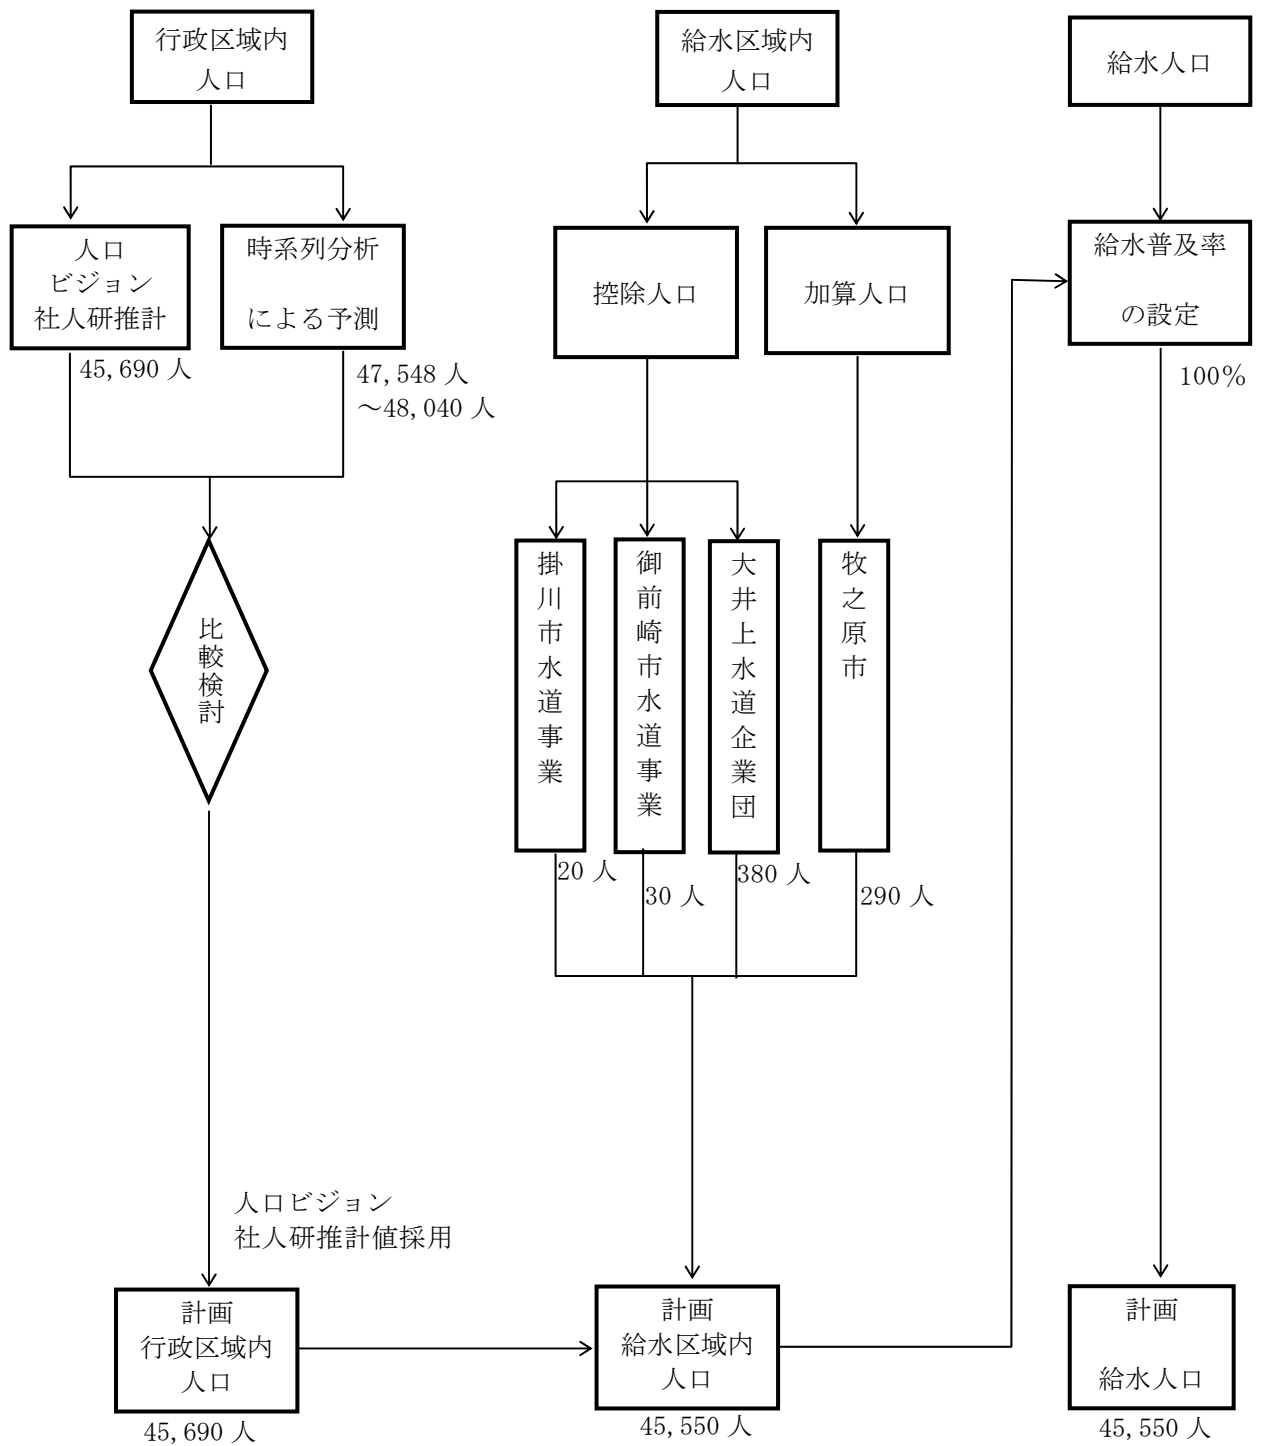 行政区域内
人口
給水区域内
人口
給水人口
人口
ビジョン
社人研推計
時系列分析
による予測
控除人口
加算人口
給水普及率
の設定
45,690 人
47,548 人
～48,040 人
100％
比較検討
掛川市水道事業
御前崎市水道事業
大井上水道企業団
牧之原市
20 人
30 人
380 人
290 人
人口ビジョン
社人研推計値採用
計画
行政区域内
人口
計画
給水区域内
人口
計画
給水人口
45,690 人
45,550 人
45,550 人